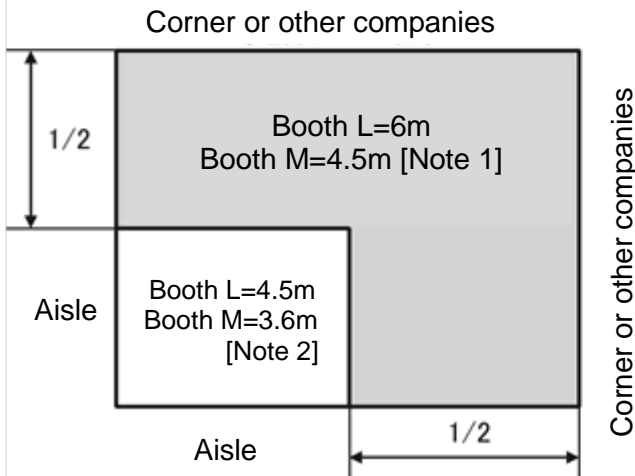 Corner or other companies
1/2
Booth L=6m
Booth M=4.5m [Note 1]
Corner or other companies
Aisle
Booth L=4.5m
Booth M=3.6m
[Note 2]
Aisle
1/2